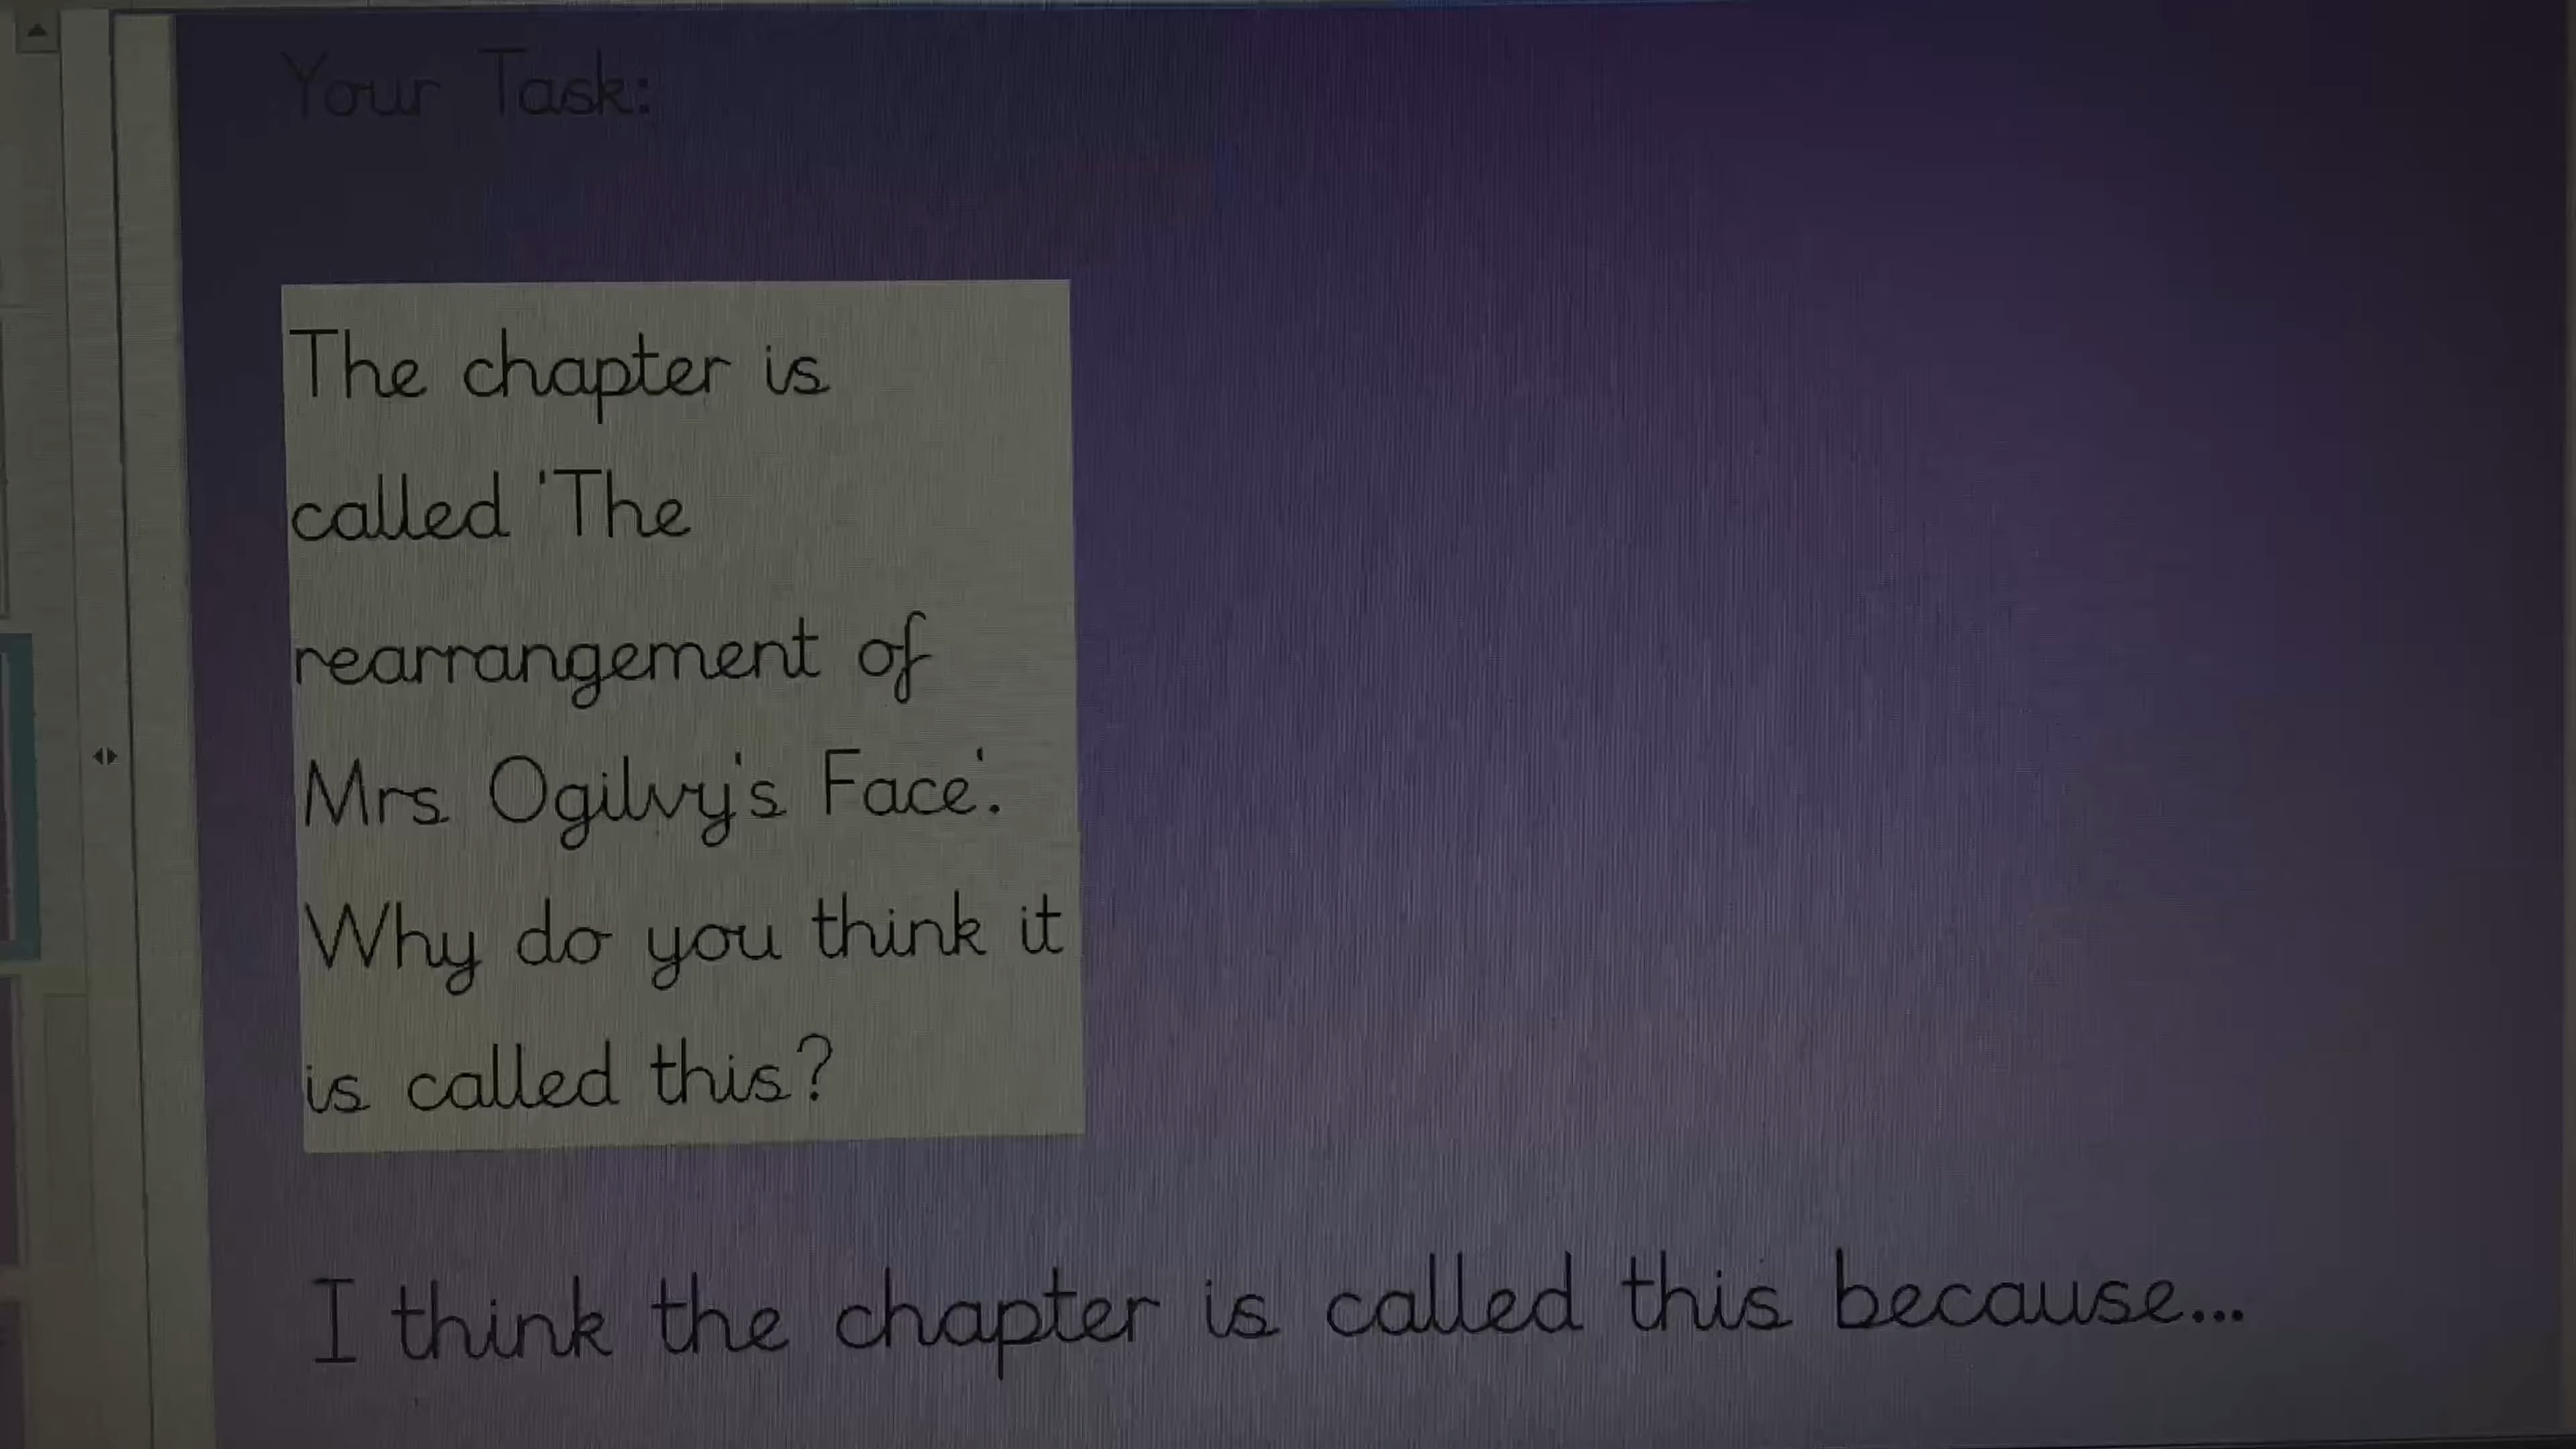 Your Task:
The chapter is
called 'The
rearrangement of
Mrs Ogilvy's Face'.
Why do you think it
is called this?
I think the chapter is called this because...